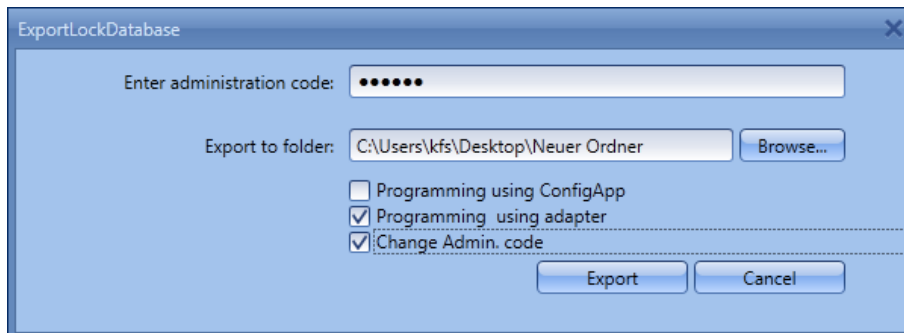 ExportLockDatabase
Enter administration code: ••••••
Export to folder: C:\Users\kfs\Desktop\Neuer Ordner Browse...
Programming using ConfigApp
Programming using adapter
Change Admin. code
Export Cancel